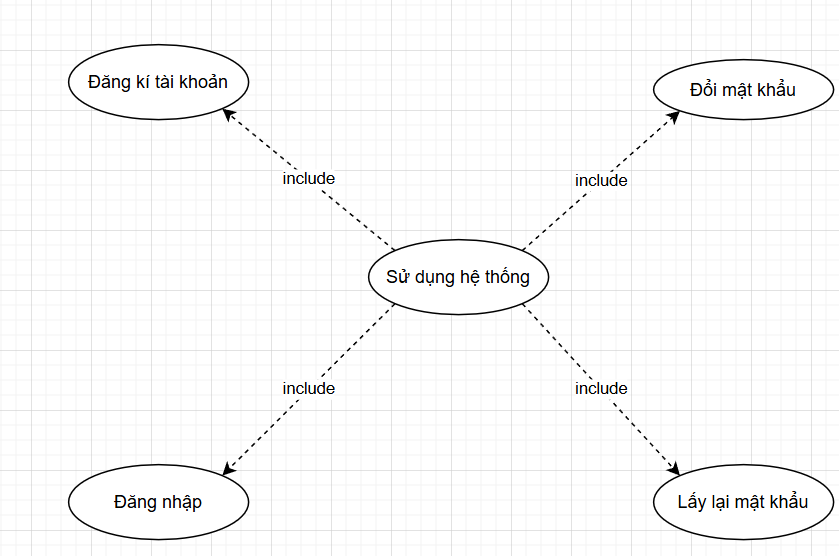 Đăng kí tài khoản
Đổi mật khẩu
include
include
Sử dụng hệ thống
include
include
Đăng nhập
Lấy lại mật khẩu